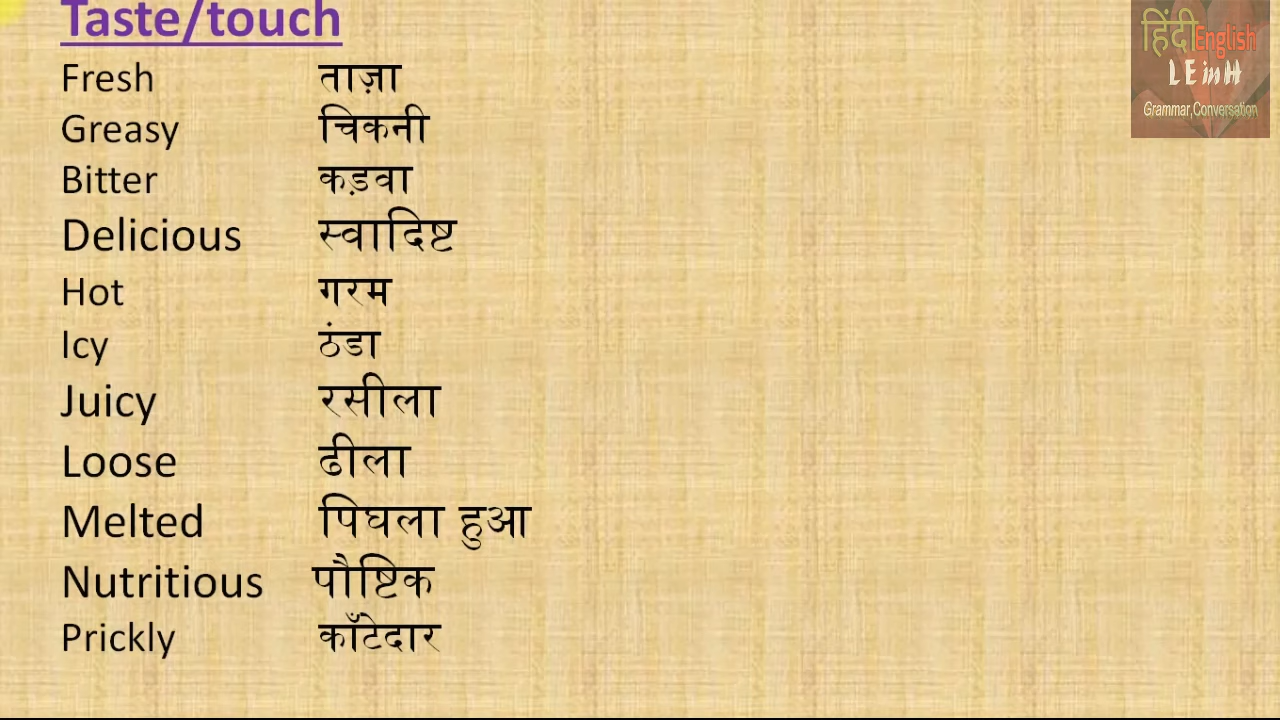 Taste/touch
हिंदी English
L E in H
Grammar,Conversation
Fresh ताज़ा
Greasy चिकनी
Bitter कड़वा
Delicious स्वादिष्ट
Hot गरम
Icy ठंडा
Juicy रसीला
Loose ढीला
Melted पिघला हुआ
Nutritious पौष्टिक
Prickly काँटेदार